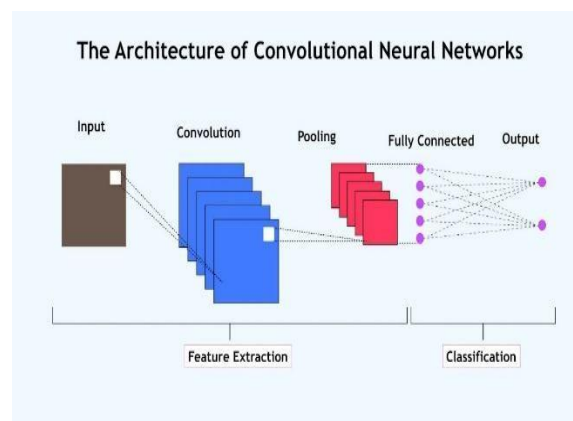 The Architecture of Convolutional Neural Networks
Input
Convolution
Pooling
Fully Connected
Output
Feature Extraction
Classification